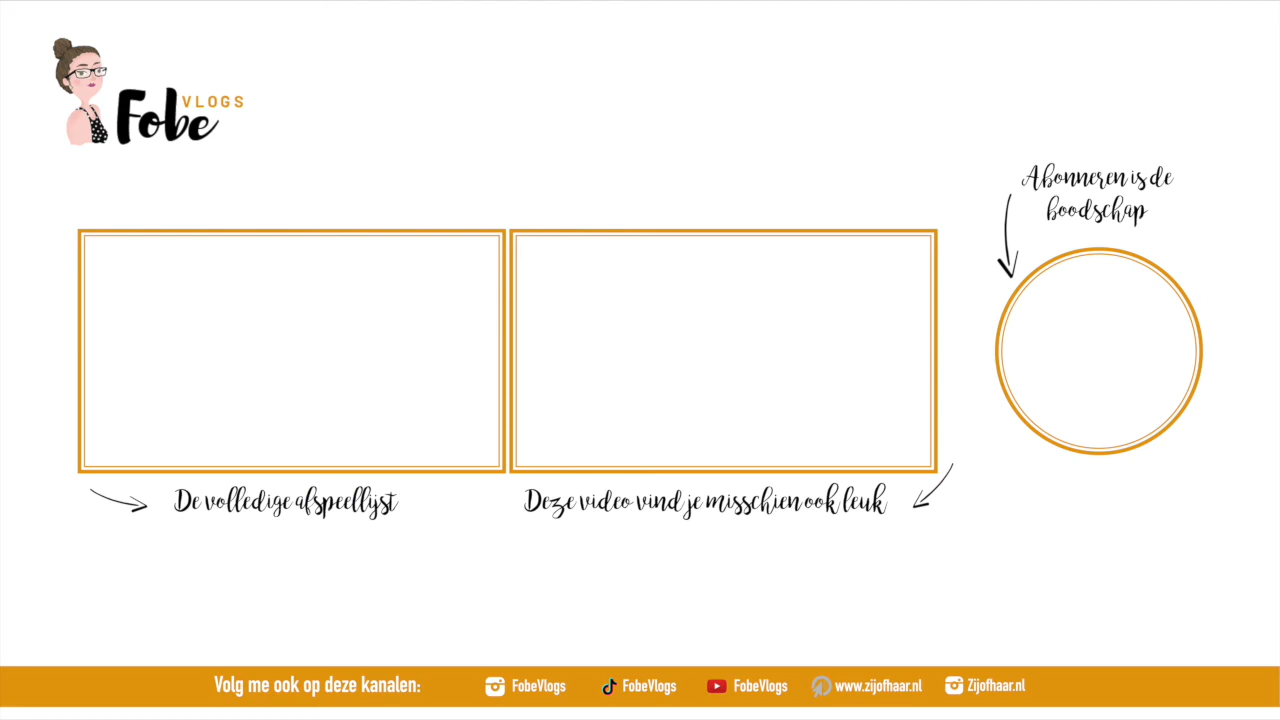 VLOGS
Fobe
Abonneren is de
boodschap
De volledige afspeellijst
Deze video vind je misschien ook leuk
Volg me ook op deze kanalen: FobeVlogs FobeVlogs FobeVlogs www.zijofhaar.nl Zijofhaar.nl